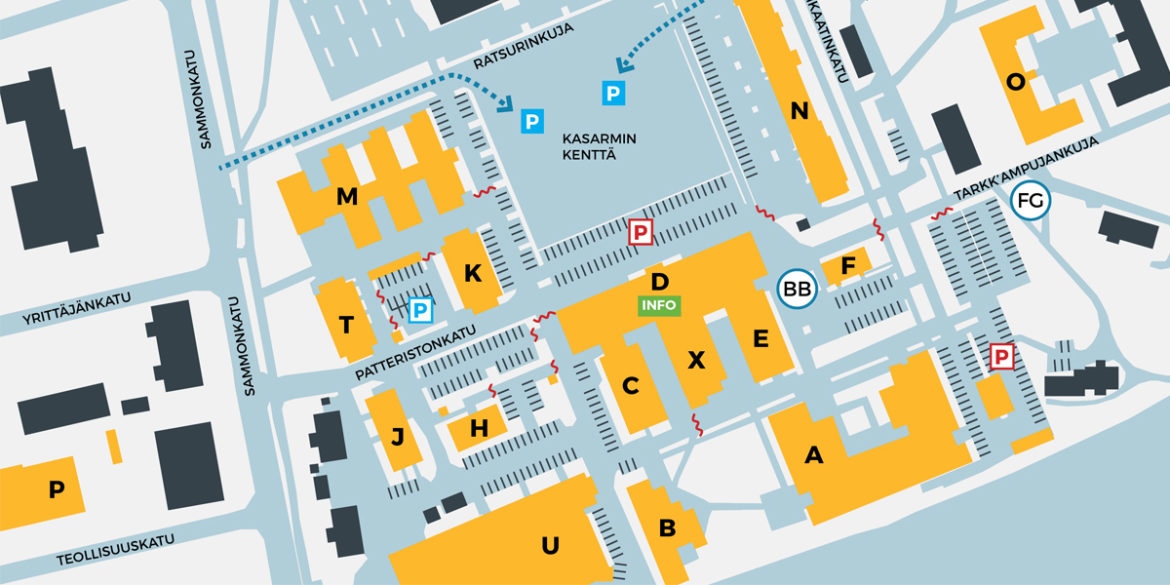 RATSURINKUJA
KAATINKATU
SAMMONKATU
P
P
KASARMIN
KENTTÄ
N
O
TARKK'AMPUJANKUJA
FG
M
P
K
D
INFO
F
BB
YRITTÄJÄNKATU
SAMMONKATU
T
P
PATTERISTONKATU
E
X
C
P
J
H
A
P
U
B
TEOLLISUUSKATU